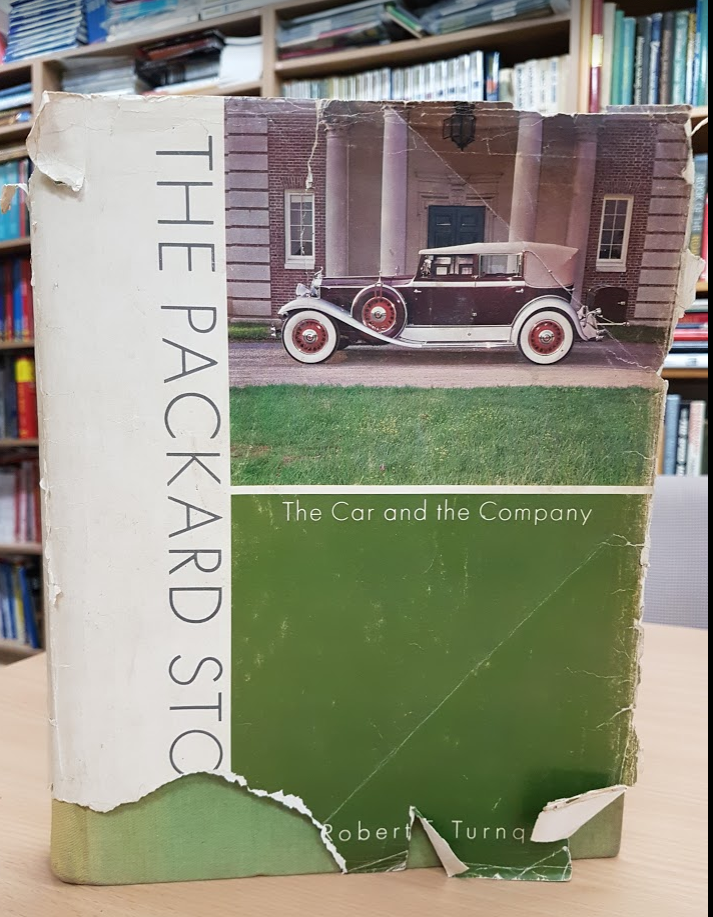 THE PACKARD STO
The Car and the Company
Robert E. Turnq